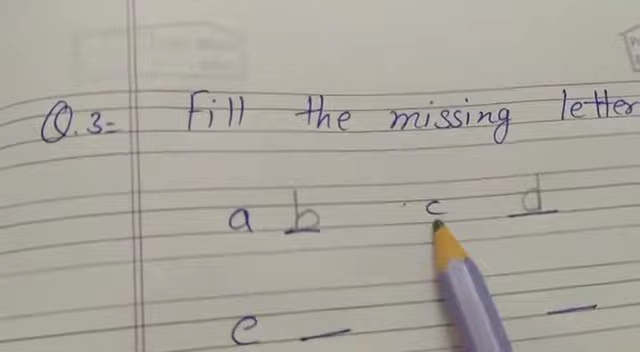 Q.3= Fill the missing letter
a b c d
e _ _